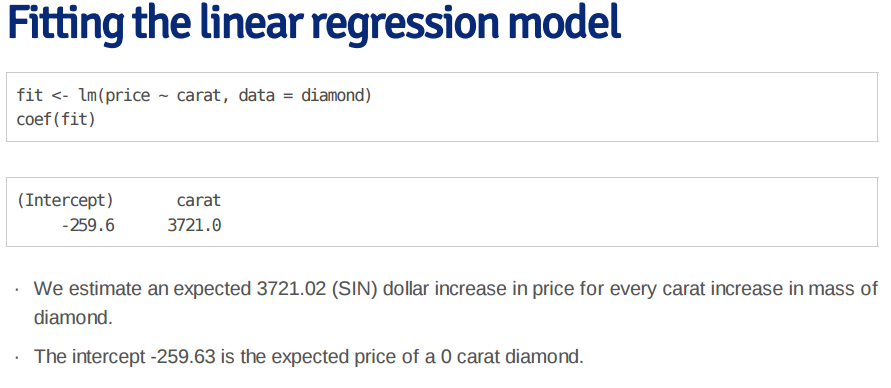 Fitting the linear regression model
fit <- lm(price ~ carat, data = diamond)
coef(fit)
(Intercept)       carat
     -259.6      3721.0
· We estimate an expected 3721.02 (SIN) dollar increase in price for every carat increase in mass of
diamond.
· The intercept -259.63 is the expected price of a 0 carat diamond.